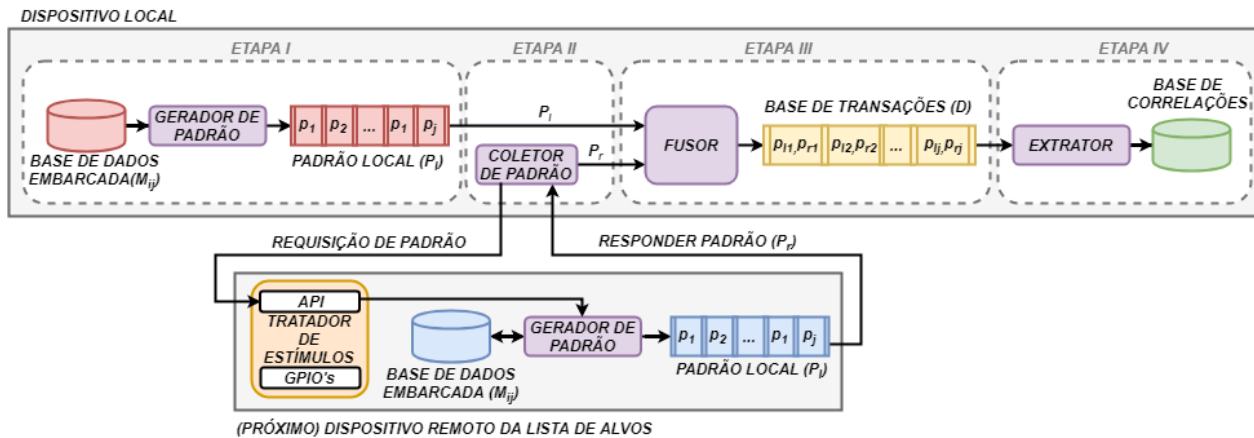 DISPOSITIVO LOCAL
ETAPA I
ETAPA II
ETAPA III
ETAPA IV
GERADOR DE
PADRÃO
p1 p2 ... p1 pj
BASE DE DADOS
EMBARCADA(Mij)
PADRÃO LOCAL (Pl)
Pl
COLETOR
DE PADRÃO
Pr
FUSOR
BASE DE TRANSAÇÕES (D)
pl1,pr1 pl2,pr2 ... plj,prj
EXTRATOR
BASE DE
CORRELAÇÕES
REQUISIÇÃO DE PADRÃO
RESPONDER PADRÃO (Pr)
API
TRATADOR
DE
ESTÍMULOS
GPIO's
BASE DE DADOS
EMBARCADA (Mij)
GERADOR DE
PADRÃO
p1 p2 ... p1 pj
PADRÃO LOCAL (Pl)
(PRÓXIMO) DISPOSITIVO REMOTO DA LISTA DE ALVOS